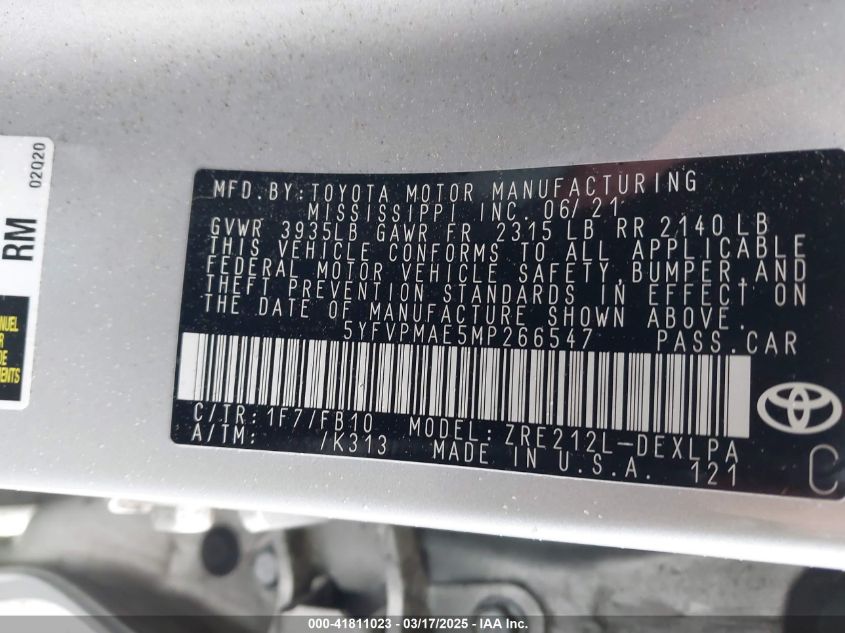 MFD.BY:TOYOTA MOTOR MANUFACTURING
MISSISSIPPI INC. 06/21
GVWR 3935LB GAWR FR 2315 LB RR 2140 LB
THIS VEHICLE CONFORMS TO ALL APPLICABLE
FEDERAL MOTOR VEHICLE SAFETY,BUMPER,AND
THEFT PREVENTION STANDARDS IN EFFECT ON
THE DATE OF MANUFACTURE SHOWN ABOVE.
5YFVPMAE5MP266547 PASS.CAR
C/TR:1F7/FB10 MODEL:ZRE212L-DEXLPA
A/TM: /K313 MADE IN U.S.A. 121
C
02Q20
RM
000-41811023 - 03/17/2025 - IAA Inc.